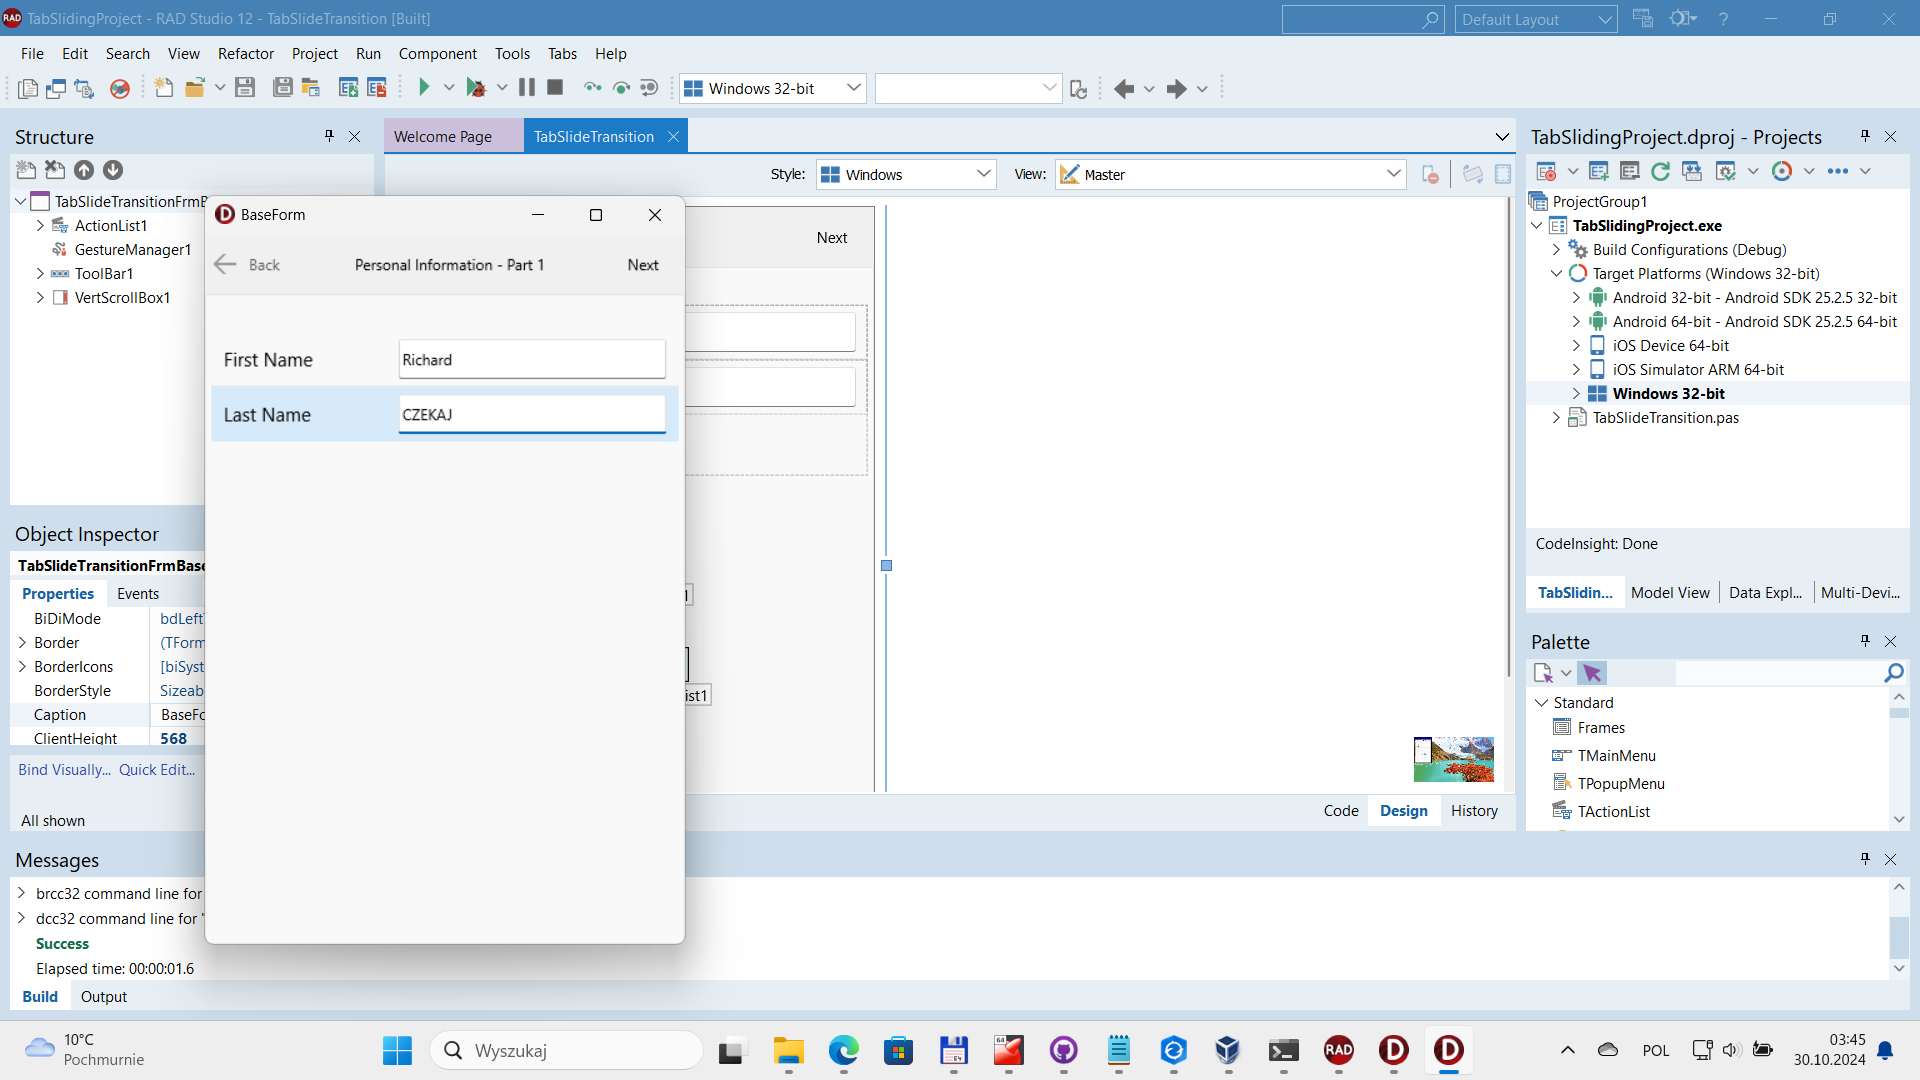 RAD TabSlidingProject - RAD Studio 12 - TabSlideTransition [Built]
Default Layout
?
File Edit Search View Refactor Project Run Component Tools Tabs Help
Windows 32-bit
Structure
Welcome Page
TabSlideTransition
TabSlidingProject.dproj - Projects
Style: Windows View: Master
TabSlideTransitionFrmB
ActionList1
GestureManager1
ToolBar1
VertScrollBox1
D BaseForm
Back
Personal Information - Part 1
Next
First Name
Richard
Last Name
CZEKAJ
Next
1
ist1
ProjectGroup1
TabSlidingProject.exe
Build Configurations (Debug)
Target Platforms (Windows 32-bit)
Android 32-bit - Android SDK 25.2.5 32-bit
Android 64-bit - Android SDK 25.2.5 64-bit
iOS Device 64-bit
iOS Simulator ARM 64-bit
Windows 32-bit
TabSlideTransition.pas
CodeInsight: Done
TabSlidin... Model View Data Expl... Multi-Devi...
Object Inspector
TabSlideTransitionFrmBase
Properties Events
BiDiMode bdLeftT
Border (TForm
BorderIcons [biSyst
BorderStyle Sizeab
Caption BaseFo
ClientHeight 568
Bind Visually... Quick Edit...
All shown
Palette
Standard
Frames
TMainMenu
TPopupMenu
TActionList
Code Design History
Messages
brcc32 command line for
dcc32 command line for "
Success
Elapsed time: 00:00:01.6
Build Output
10°C
Pochmurnie
Wyszukaj
64
64
RAD
D
D
POL
03:45
30.10.2024